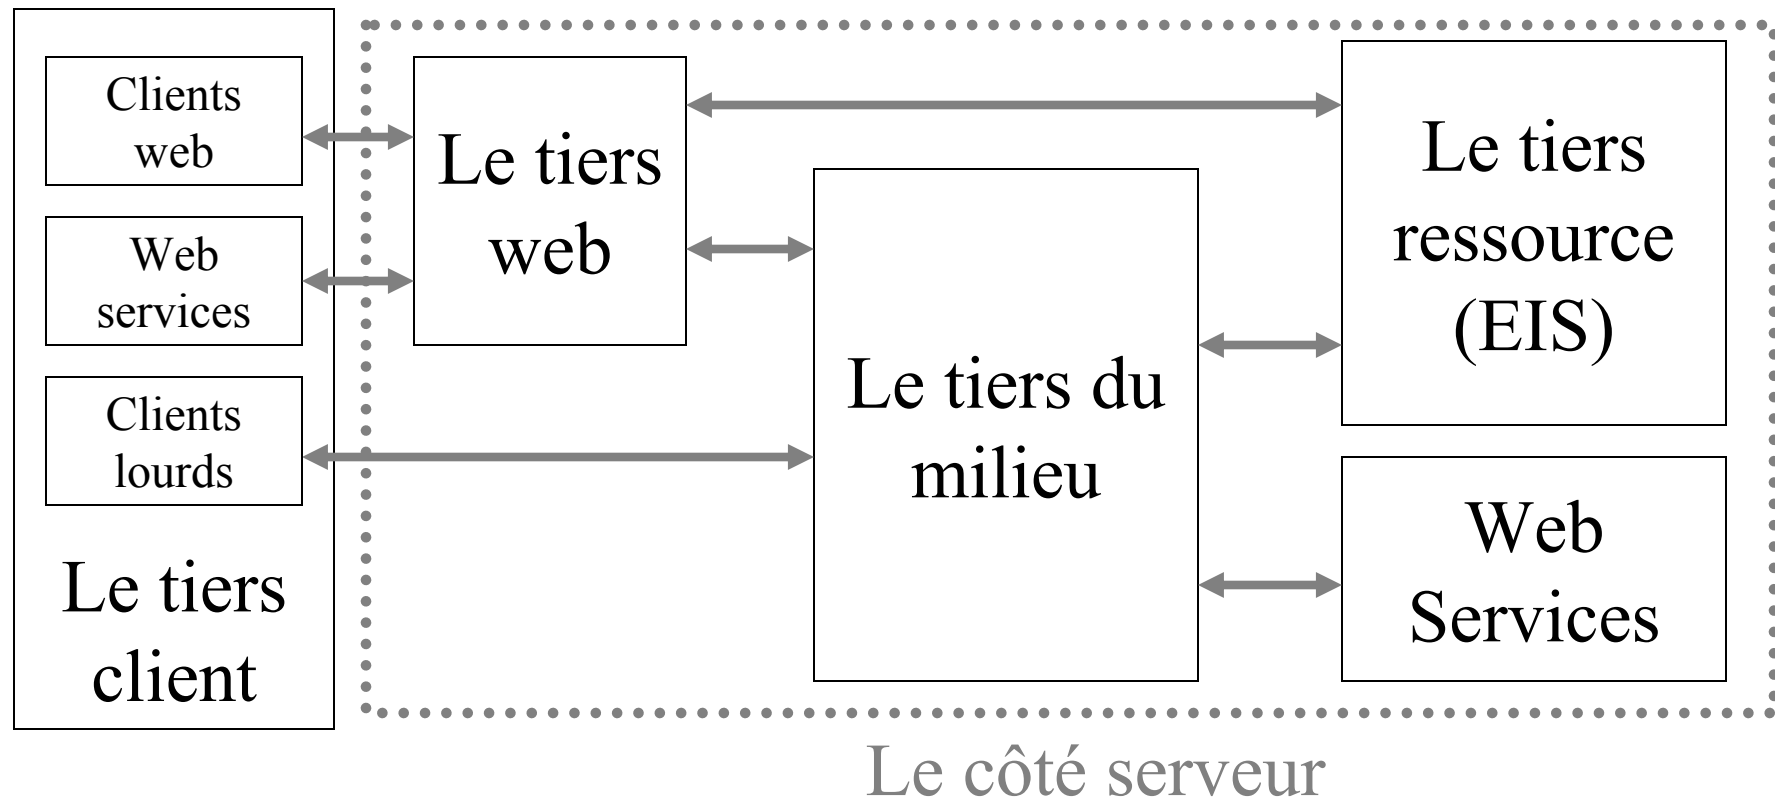 Clients
web
Web
services
Clients
lourds
Le tiers
client
Le tiers
web
Le tiers du
milieu
Le tiers
ressource
(EIS)
Web
Services
Le côté serveur